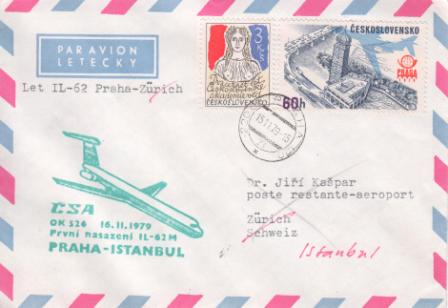 PAR AVION
LETECKY
Let IL-62 Praha-Zürich
3 Kčs
ČESKOSLOVENSKO
ČESKOSLOVENSKO
PRAHA
60h
ČSA
OK 526 16.11.1979
První nasazení IL-62M
PRAHA-ISTANBUL
Dr. Jiří Kašpar
poste restante-aeroport
Zürich
Schweiz
Istanbul